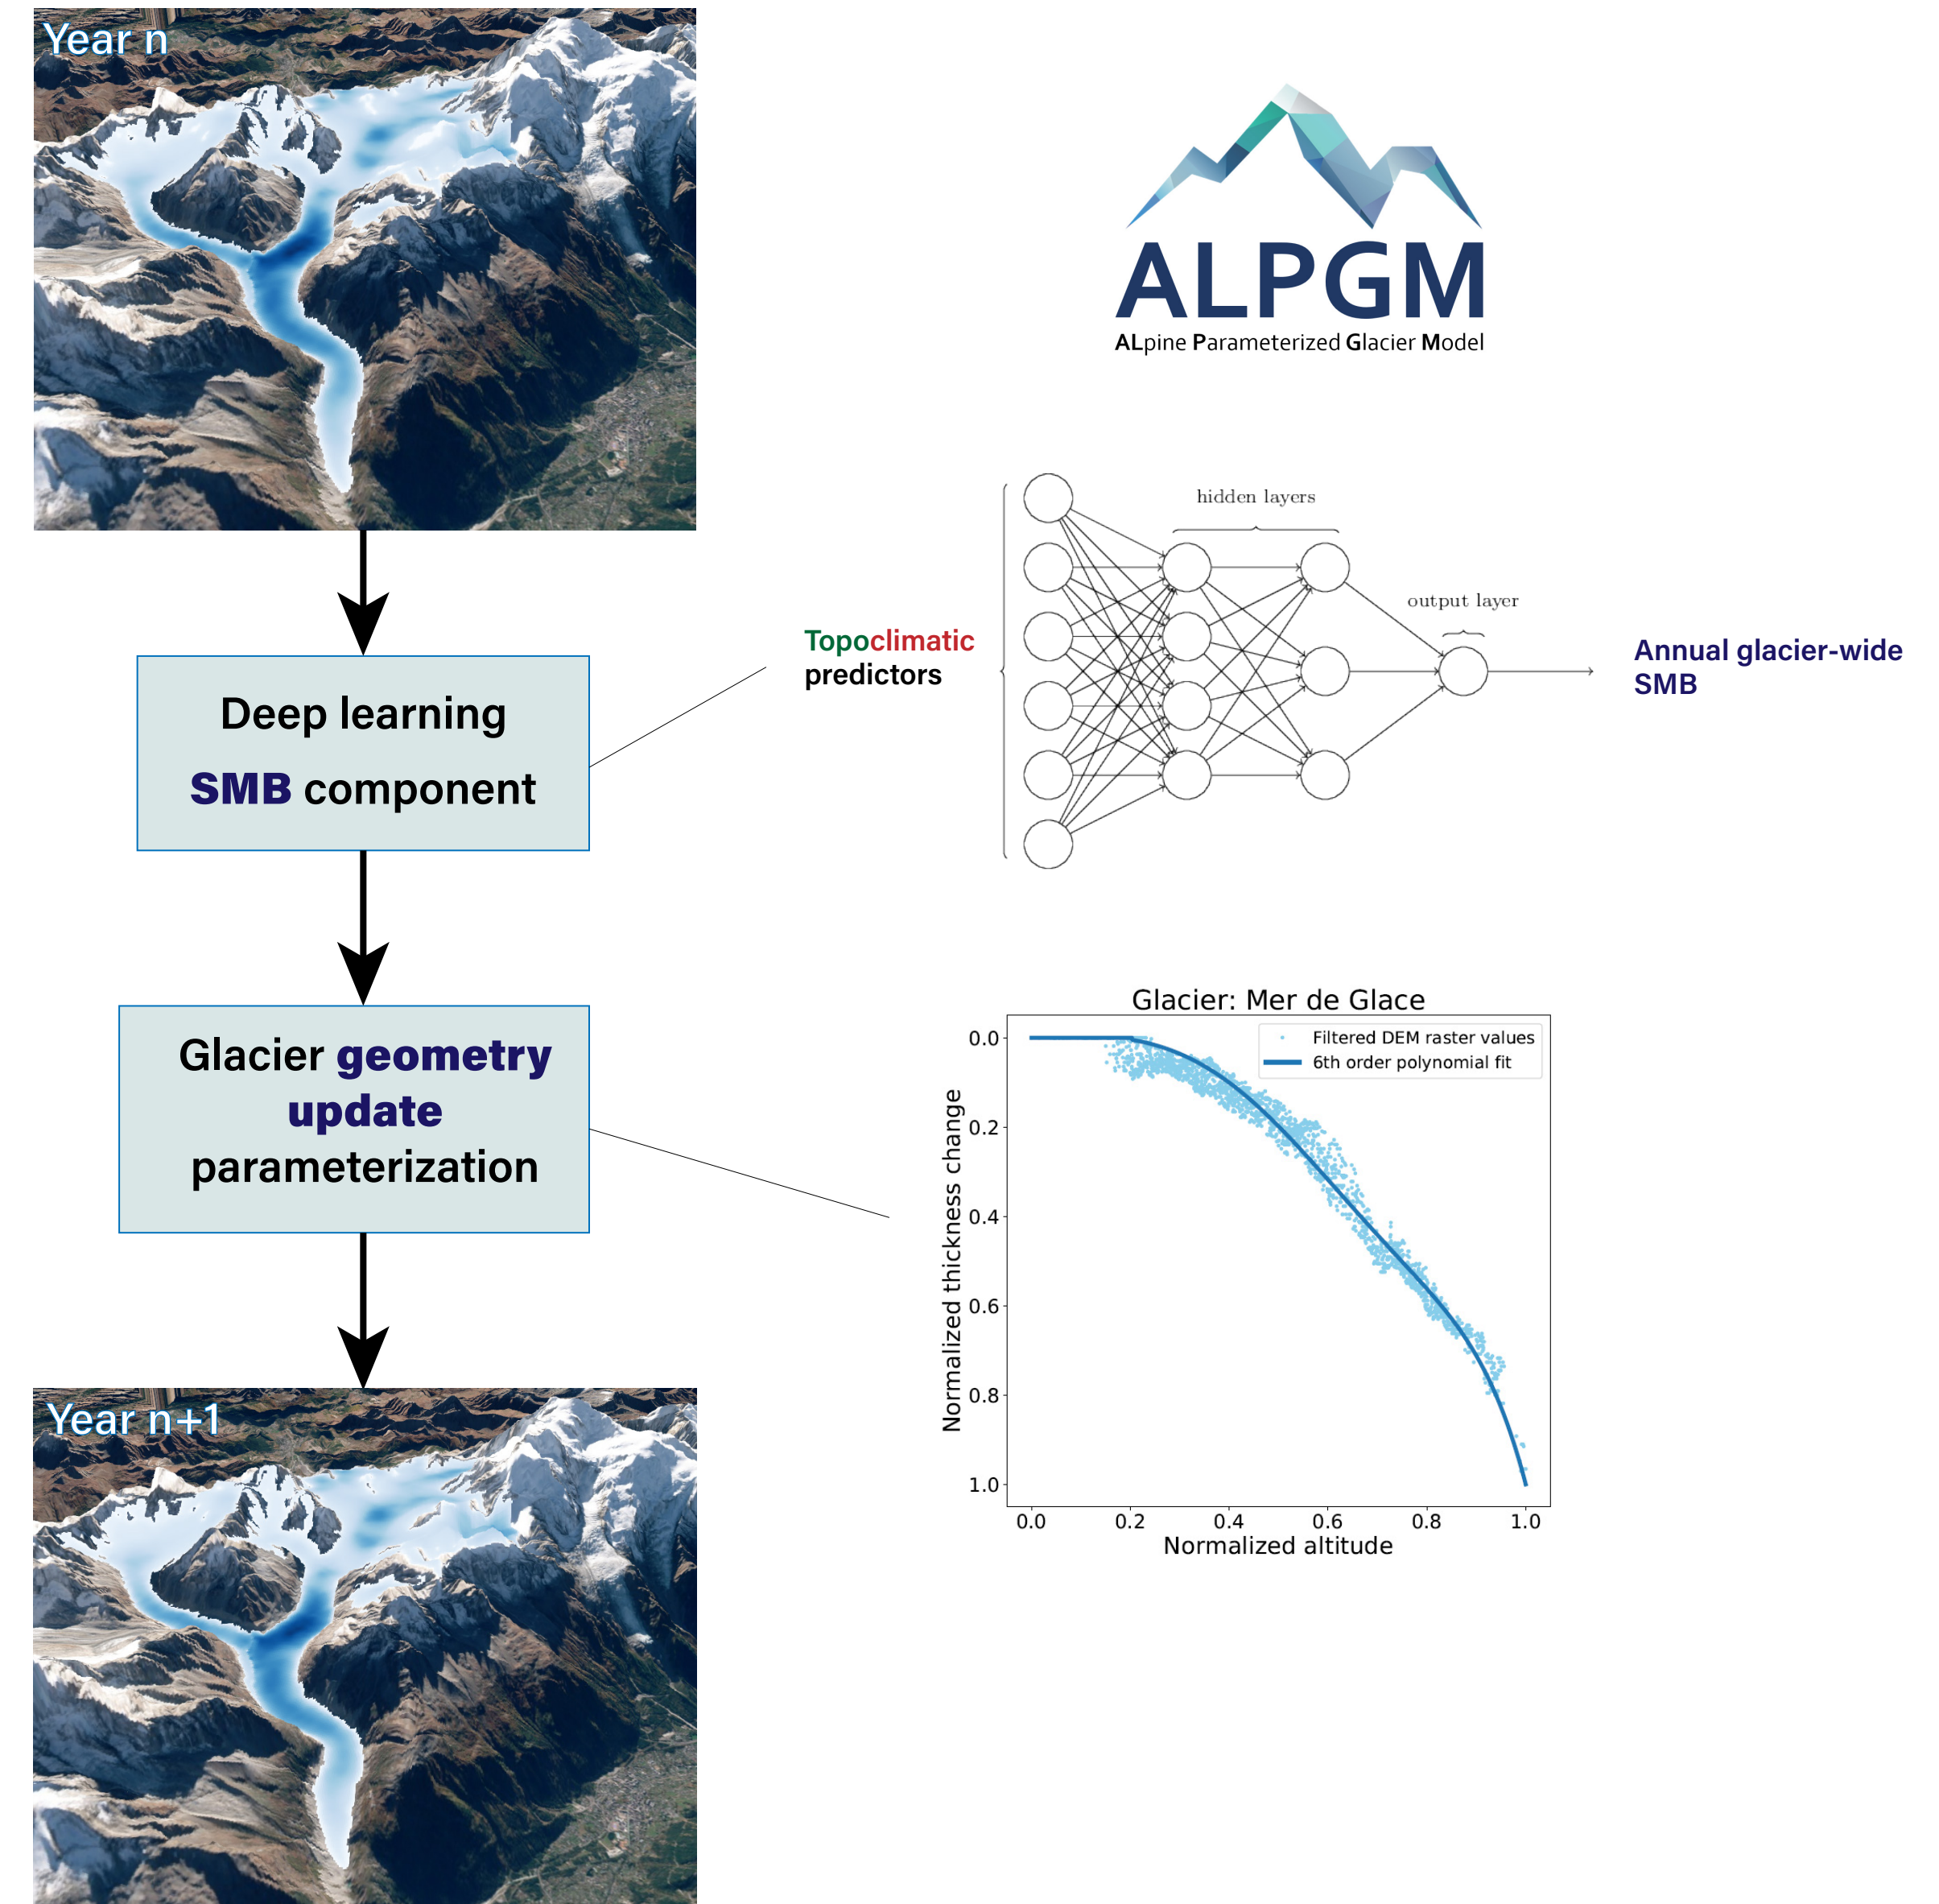 Year n
ALPGM
ALpine Parameterized Glacier Model
Deep learning
SMB component
Topoclimatic
predictors
hidden layers
output layer
Annual glacier-wide
SMB
Glacier geometry
update
parameterization
Glacier: Mer de Glace
Filtered DEM raster values
6th order polynomial fit
Normalized thickness change
0.0
0.2
0.4
0.6
0.8
1.0
0.0 0.2 0.4 0.6 0.8 1.0
Normalized altitude
Year n+1